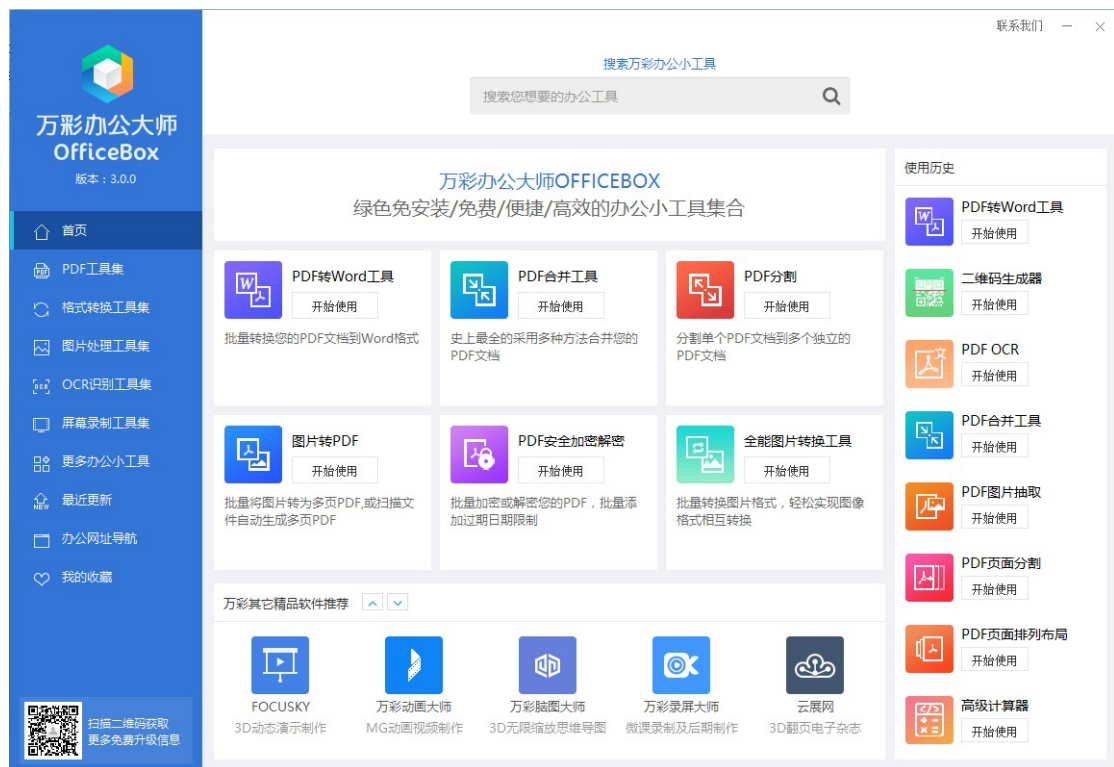 联系我们
万彩办公大师
OfficeBox
版本：3.0.0
首页
PDF工具集
格式转换工具集
图片处理工具集
OCR识别工具集
屏幕录制工具集
更多办公小工具
最近更新
办公网址导航
我的收藏
扫描二维码获取
更多免费升级信息
搜索万彩办公小工具
搜索您想要的办公工具
万彩办公大师OFFICEBOX
绿色免安装/免费/便捷/高效的办公小工具集合
PDF转Word工具
开始使用
批量转换您的PDF文档到Word格式
PDF合并工具
开始使用
史上最全的采用多种方法合并您的
PDF文档
PDF分割
开始使用
分割单个PDF文档到多个独立的
PDF文档
图片转PDF
开始使用
批量将图片转为多页PDF,或扫描文
件自动生成多页PDF
PDF安全加密解密
开始使用
批量加密或解密您的PDF，批量添
加过期日期限制
全能图片转换工具
开始使用
批量转换图片格式，轻松实现图像
格式相互转换
万彩其它精品软件推荐
FOCUSKY
3D动态演示制作
万彩动画大师
MG动画视频制作
万彩脑图大师
3D无限缩放思维导图
万彩录屏大师
微课录制及后期制作
云展网
3D翻页电子杂志
使用历史
PDF转Word工具
开始使用
二维码生成器
开始使用
PDF OCR
开始使用
PDF合并工具
开始使用
PDF图片抽取
开始使用
PDF页面分割
开始使用
PDF页面排列布局
开始使用
高级计算器
开始使用